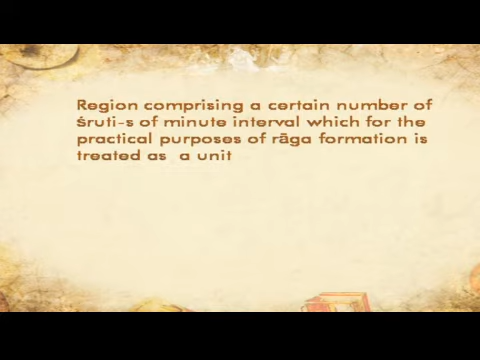 Region comprising a certain number of
śruti-s of minute interval which for the
practical purposes of rāga formation is
treated as a unit